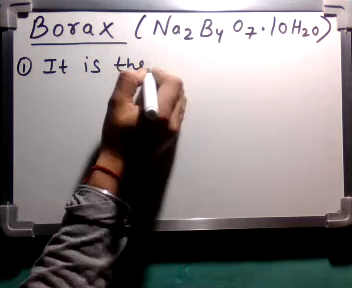 Borax (Na₂B₄O₇.10H₂O)
① It is the